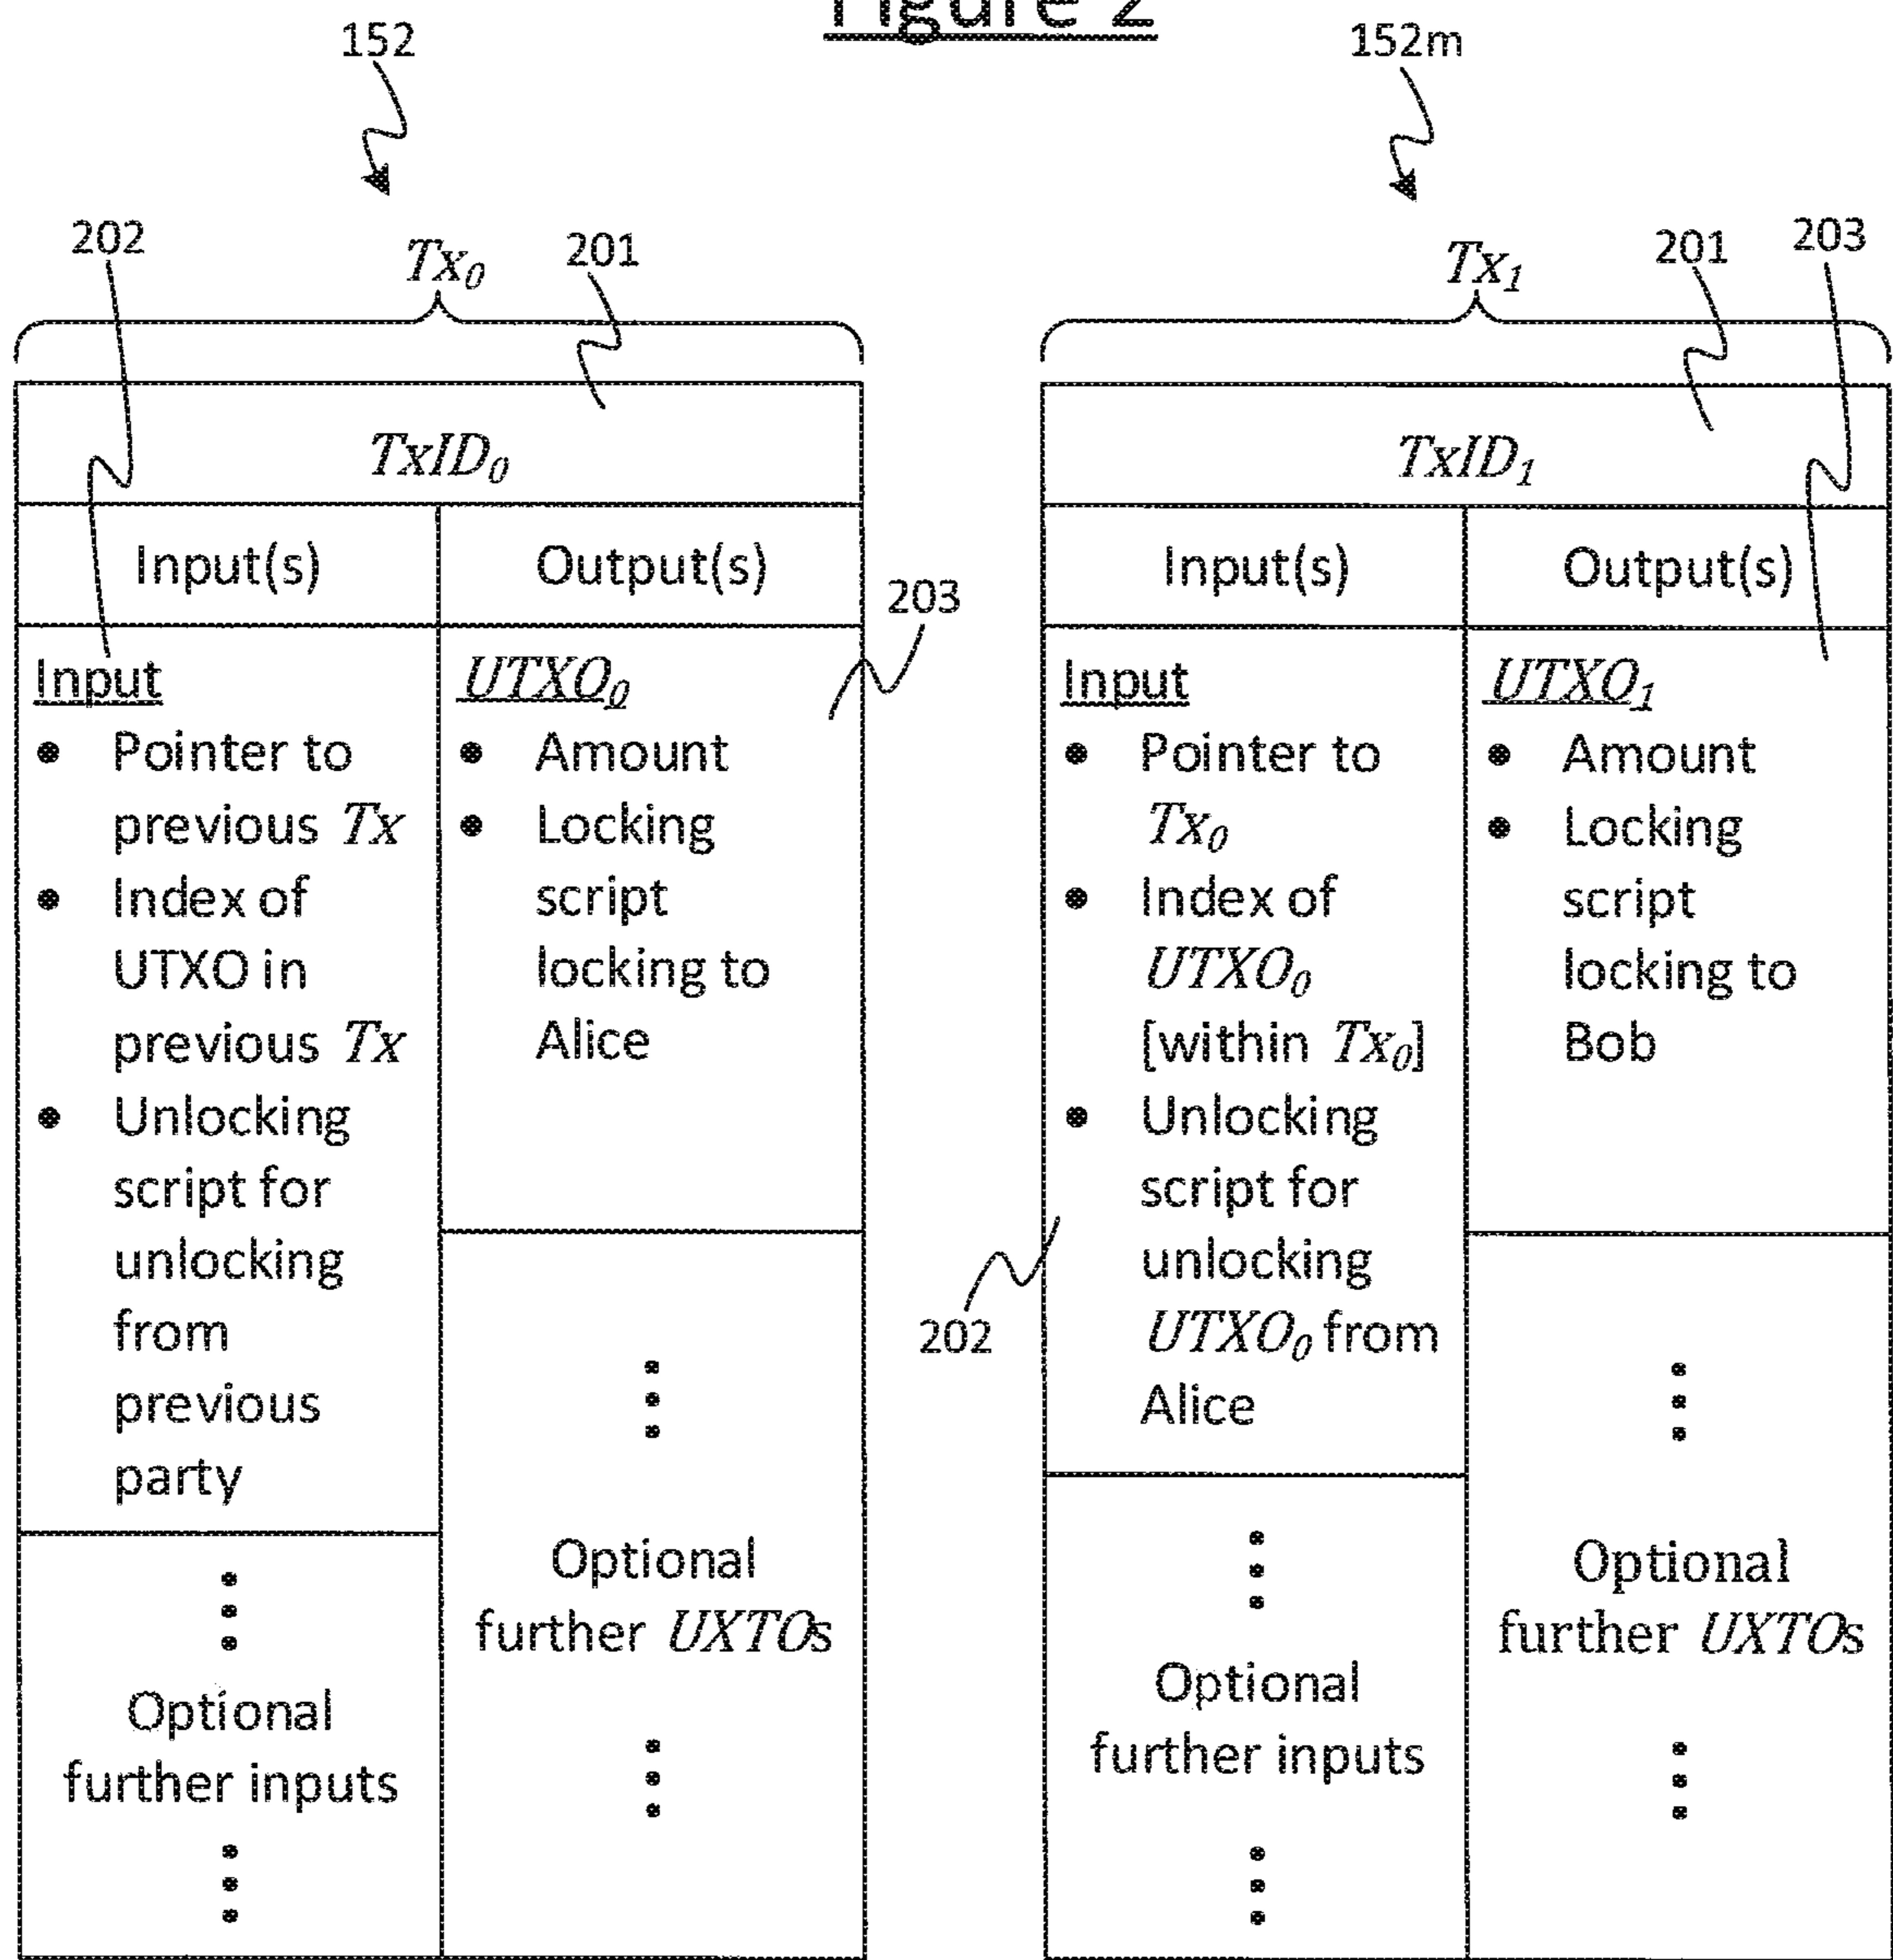 Figure 2
152
152m
202
Tx₀
201
Tx₁
201
203
TxID₀
Input(s)
Output(s)
203
Input
• Pointer to
previous Tx
• Index of
UTXO in
previous Tx
• Unlocking
script for
unlocking
from
previous
party
UTXO₀
• Amount
• Locking
script
locking to
Alice
Optional
further inputs
Optional
further UXTOs
TxID₁
Input(s)
Output(s)
Input
• Pointer to
Tx₀
• Index of
UTXO₀
[within Tx₀]
• Unlocking
script for
unlocking
UTXO₀ from
Alice
202
UTXO₁
• Amount
• Locking
script
locking to
Bob
Optional
further inputs
Optional
further UXTOs